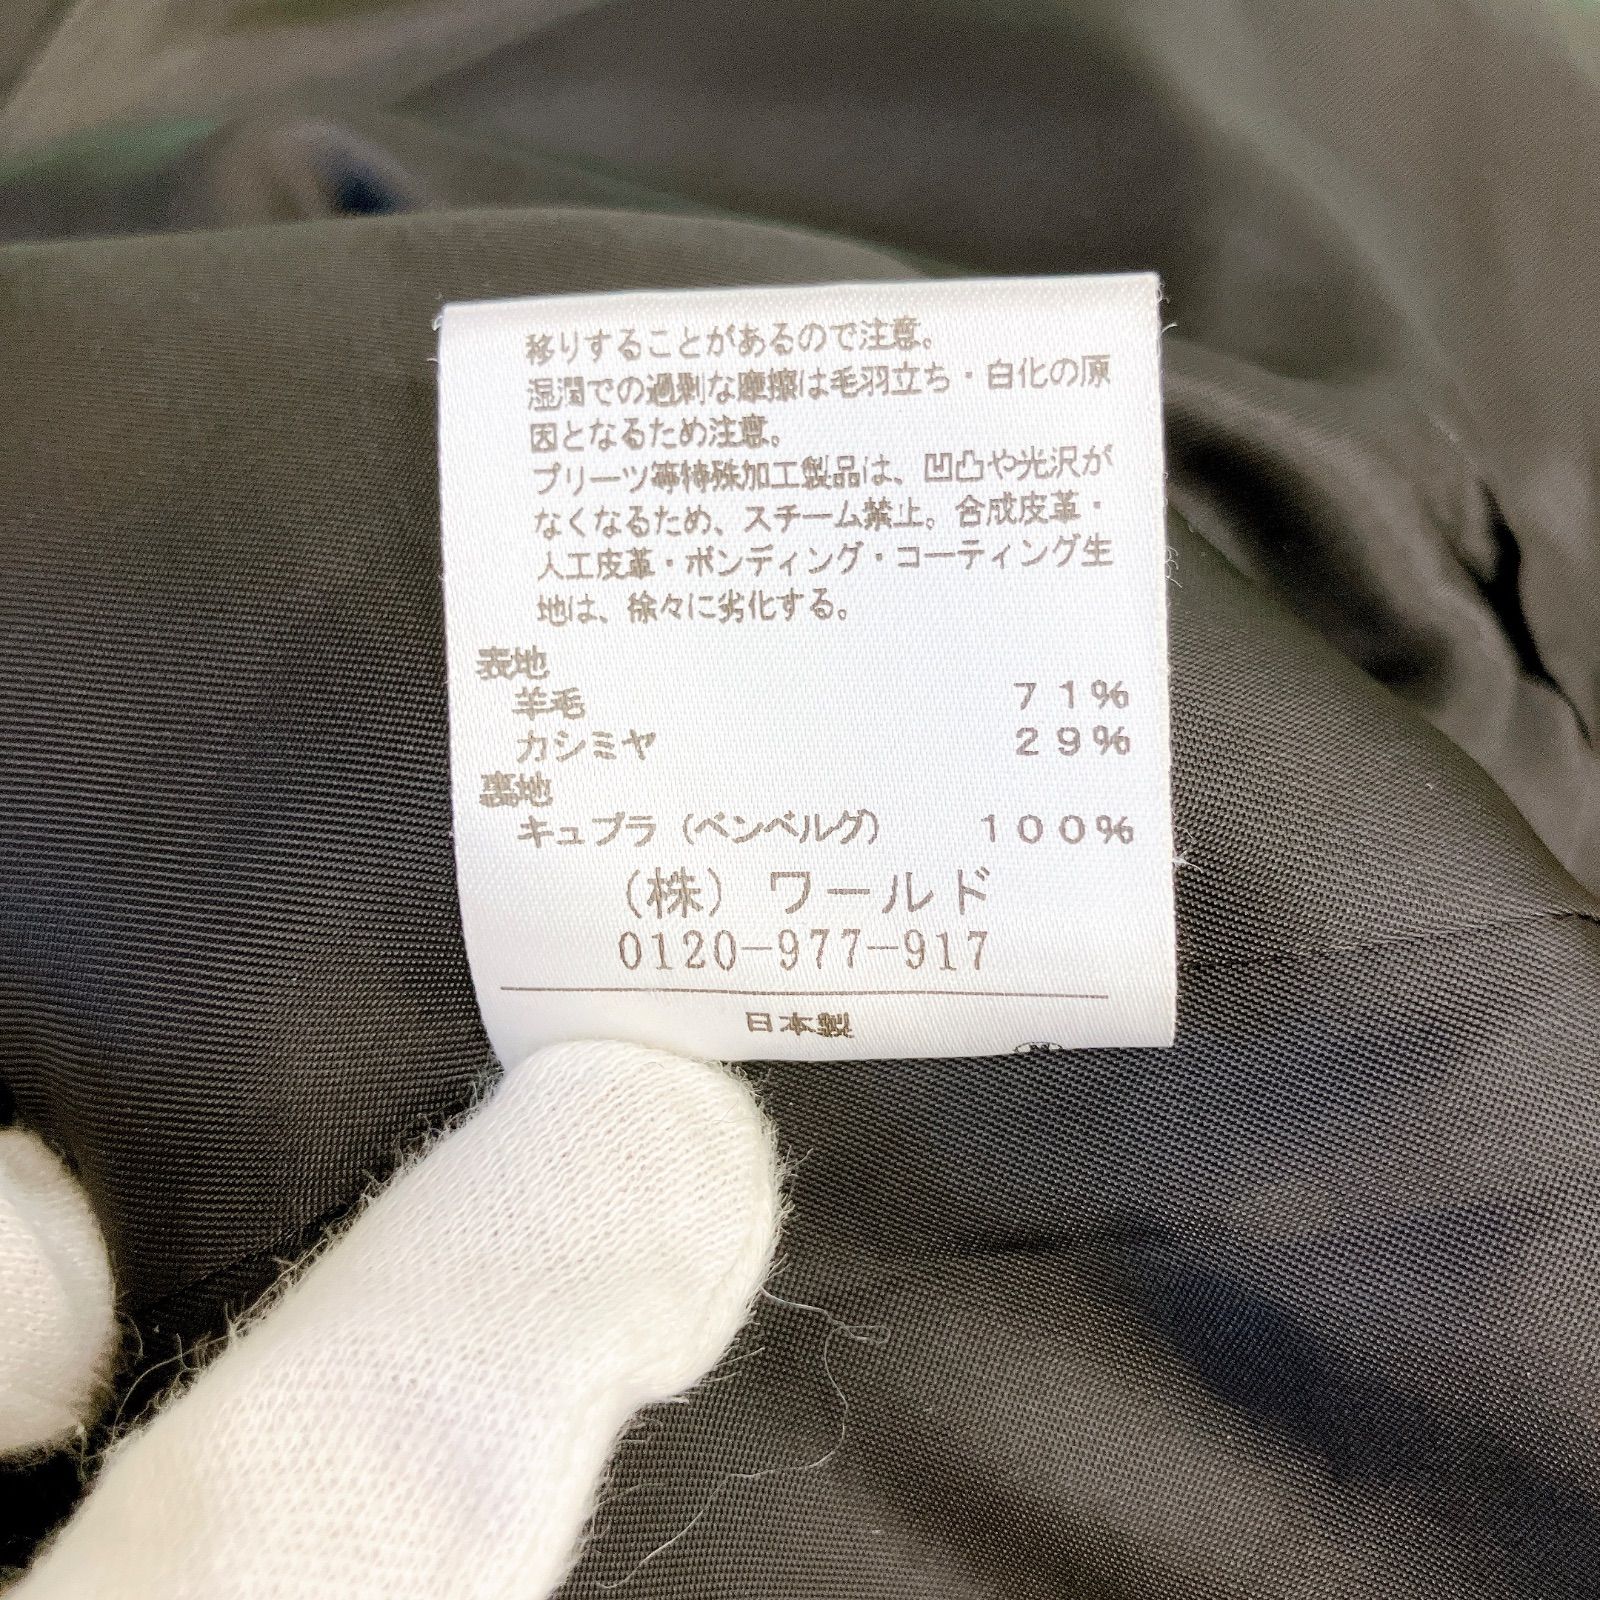 移りすることがあるので注意。
湿潤での過剰な摩擦は毛羽立ち・白化の原
因となるため注意。
プリーツ等特殊加工製品は、凹凸や光沢が
なくなるため、スチーム禁止。合成皮革・
人工皮革・ボンディング・コーティング生
地は、徐々に劣化する。
表地
羊毛 71%
カシミヤ 29%
裏地
キュプラ（ベンベルグ） 100%
（株）ワールド
0120-977-917
日本製